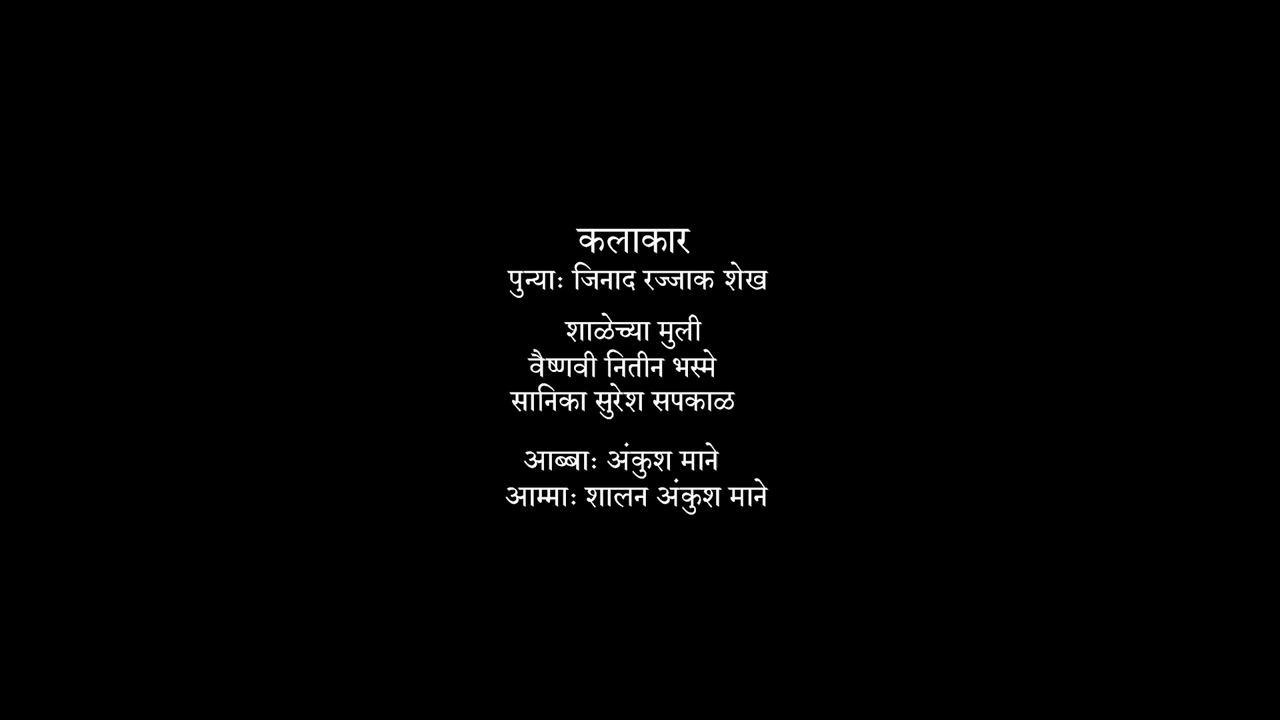 कलाकार
पुन्याः जिनाद रज्जाक शेख
शाळेच्या मुली
वैष्णवी नितीन भस्मे
सानिका सुरेश सपकाळ
आब्बाः अंकुश माने
आम्माः शालन अंकुश माने